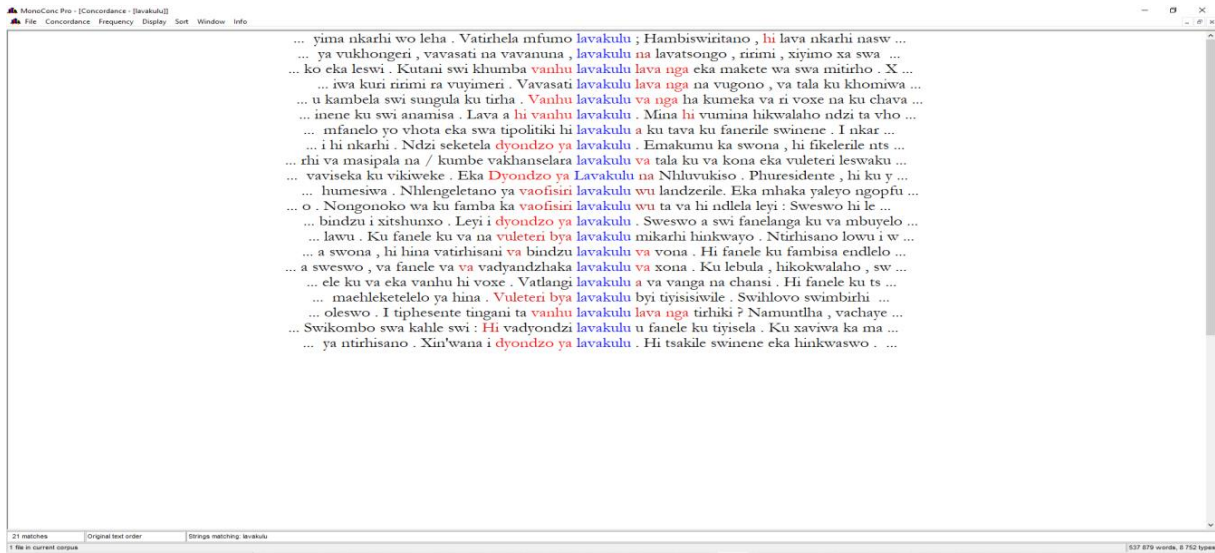 MonoConc Pro - [Concordance - [lavakulu]]
File Concordance Frequency Display Sort Window Info
... yima nkarhi wo leha . Vatirhela mfumo lavakulu ; Hambiswiritano , hi lava nkarhi nasw ...
... ya vukhongeri , vavasati na vavanuna , lavakulu na lavatsongo , ririmi , xiyimo xa swa ...
... ko eka leswi . Kutani swi khumba vanhu lavakulu lava nga eka makete wa swa mitirho . X ...
... iwa kuri ririmi ra vuyimeri . Vavasati lavakulu lava nga na vugono , va tala ku khomiwa ...
... u kambela swi sungula ku tirha . Vanhu lavakulu va nga ha kumeka va ri voxe na ku chava ...
... inene ku swi anamisa . Lava a hi vanhu lavakulu . Mina hi vumina hikwalaho ndzi ta vho ...
... mfanelo yo vhota eka swa tipolitiki hi lavakulu a ku tava ku fanerile swinene . I nkar ...
... i hi nkarhi . Ndzi seketela dyondzo ya lavakulu . Emakumu ka swona , hi fikelerile nts ...
... rhi va masipala na / kumbe vakhanselara lavakulu va tala ku va kona eka vuleteri leswaku ...
... vaviseka ku vikiweke . Eka Dyondzo ya Lavakulu na Nhluvukiso . Phuresidente , hi ku y ...
... humesiwa . Nhlengeletano ya vaofisiri lavakulu wu landzerile. Eka mhaka yaleyo ngopfu ...
... o . Nongonoko wa ku famba ka vaofisiri lavakulu wu ta va hi ndlela leyi : Sweswo hi le ...
... bindzu i xitshunxo . Leyi i dyondzo ya lavakulu . Sweswo a swi fanelanga ku va mbuyelo ...
... lawu . Ku fanele ku va na vuleteri bya lavakulu mikarhi hinkwayo . Ntirhisano lowu i w ...
... a swona , hi hina vatirhisani va bindzu lavakulu va vona . Hi fanele ku fambisa endlelo ...
... a sweswo , va fanele va va vadyandzhaka lavakulu va xona . Ku lebula , hikokwalaho , sw ...
... ele ku va eka vanhu hi voxe . Vatlangi lavakulu a va vanga na chansi . Hi fanele ku ts ...
... maehleketelelo ya hina . Vuleteri bya lavakulu byi tiyisisiwile . Swihlovo swimbirhi ...
... oleswo . I tiphesente tingani ta vanhu lavakulu lava nga tirhiki ? Namuntlha , vachaye ...
... Swikombo swa kahle swi : Hi vadyondzi lavakulu u fanele ku tiyisela . Ku xaviwa ka ma ...
... ya ntirhisano . Xin'wana i dyondzo ya lavakulu . Hi tsakile swinene eka hinkwaswo . ...
21 matches Original text order Strings matching: lavakulu
1 file in current corpus 537 879 words, 8 752 types